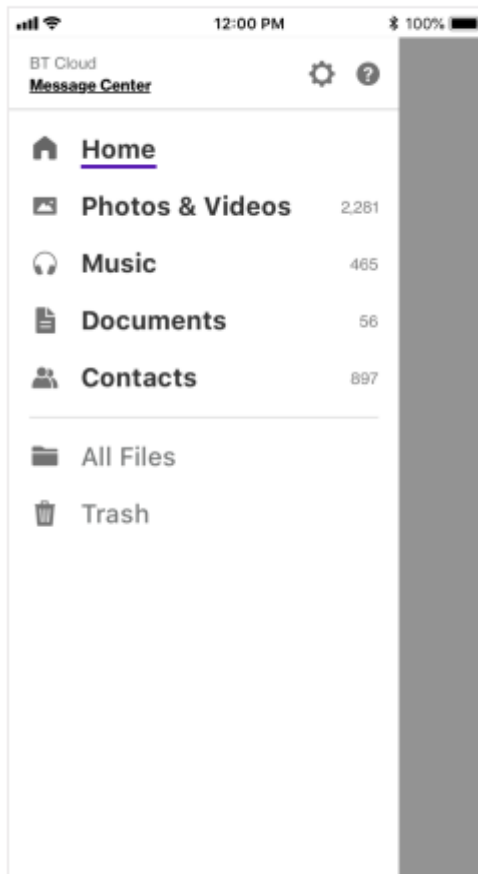 12:00 PM 100%
BT Cloud
Message Center
Home
Photos & Videos 2,281
Music 465
Documents 56
Contacts 897
All Files
Trash